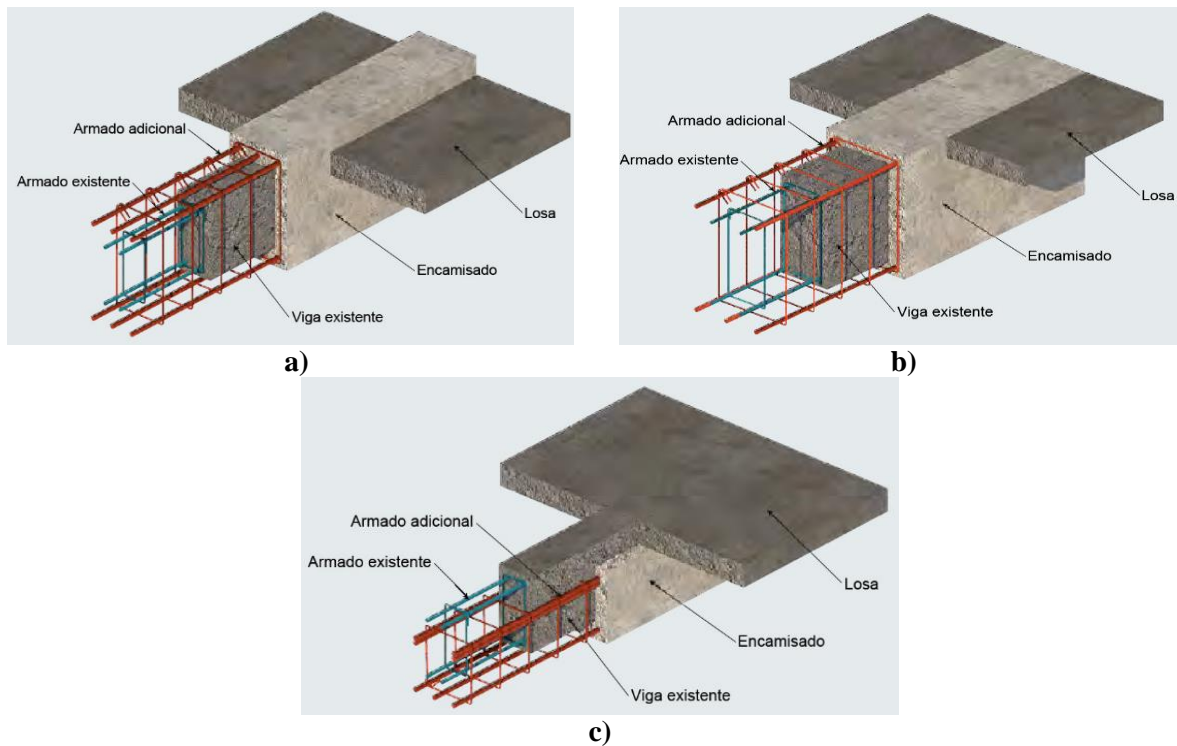 Armado adicional
Armado existente
Losa
Encamisado
Viga existente
a)
Armado adicional
Armado existente
Losa
Encamisado
Viga existente
b)
Armado adicional
Armado existente
Losa
Encamisado
Viga existente
c)